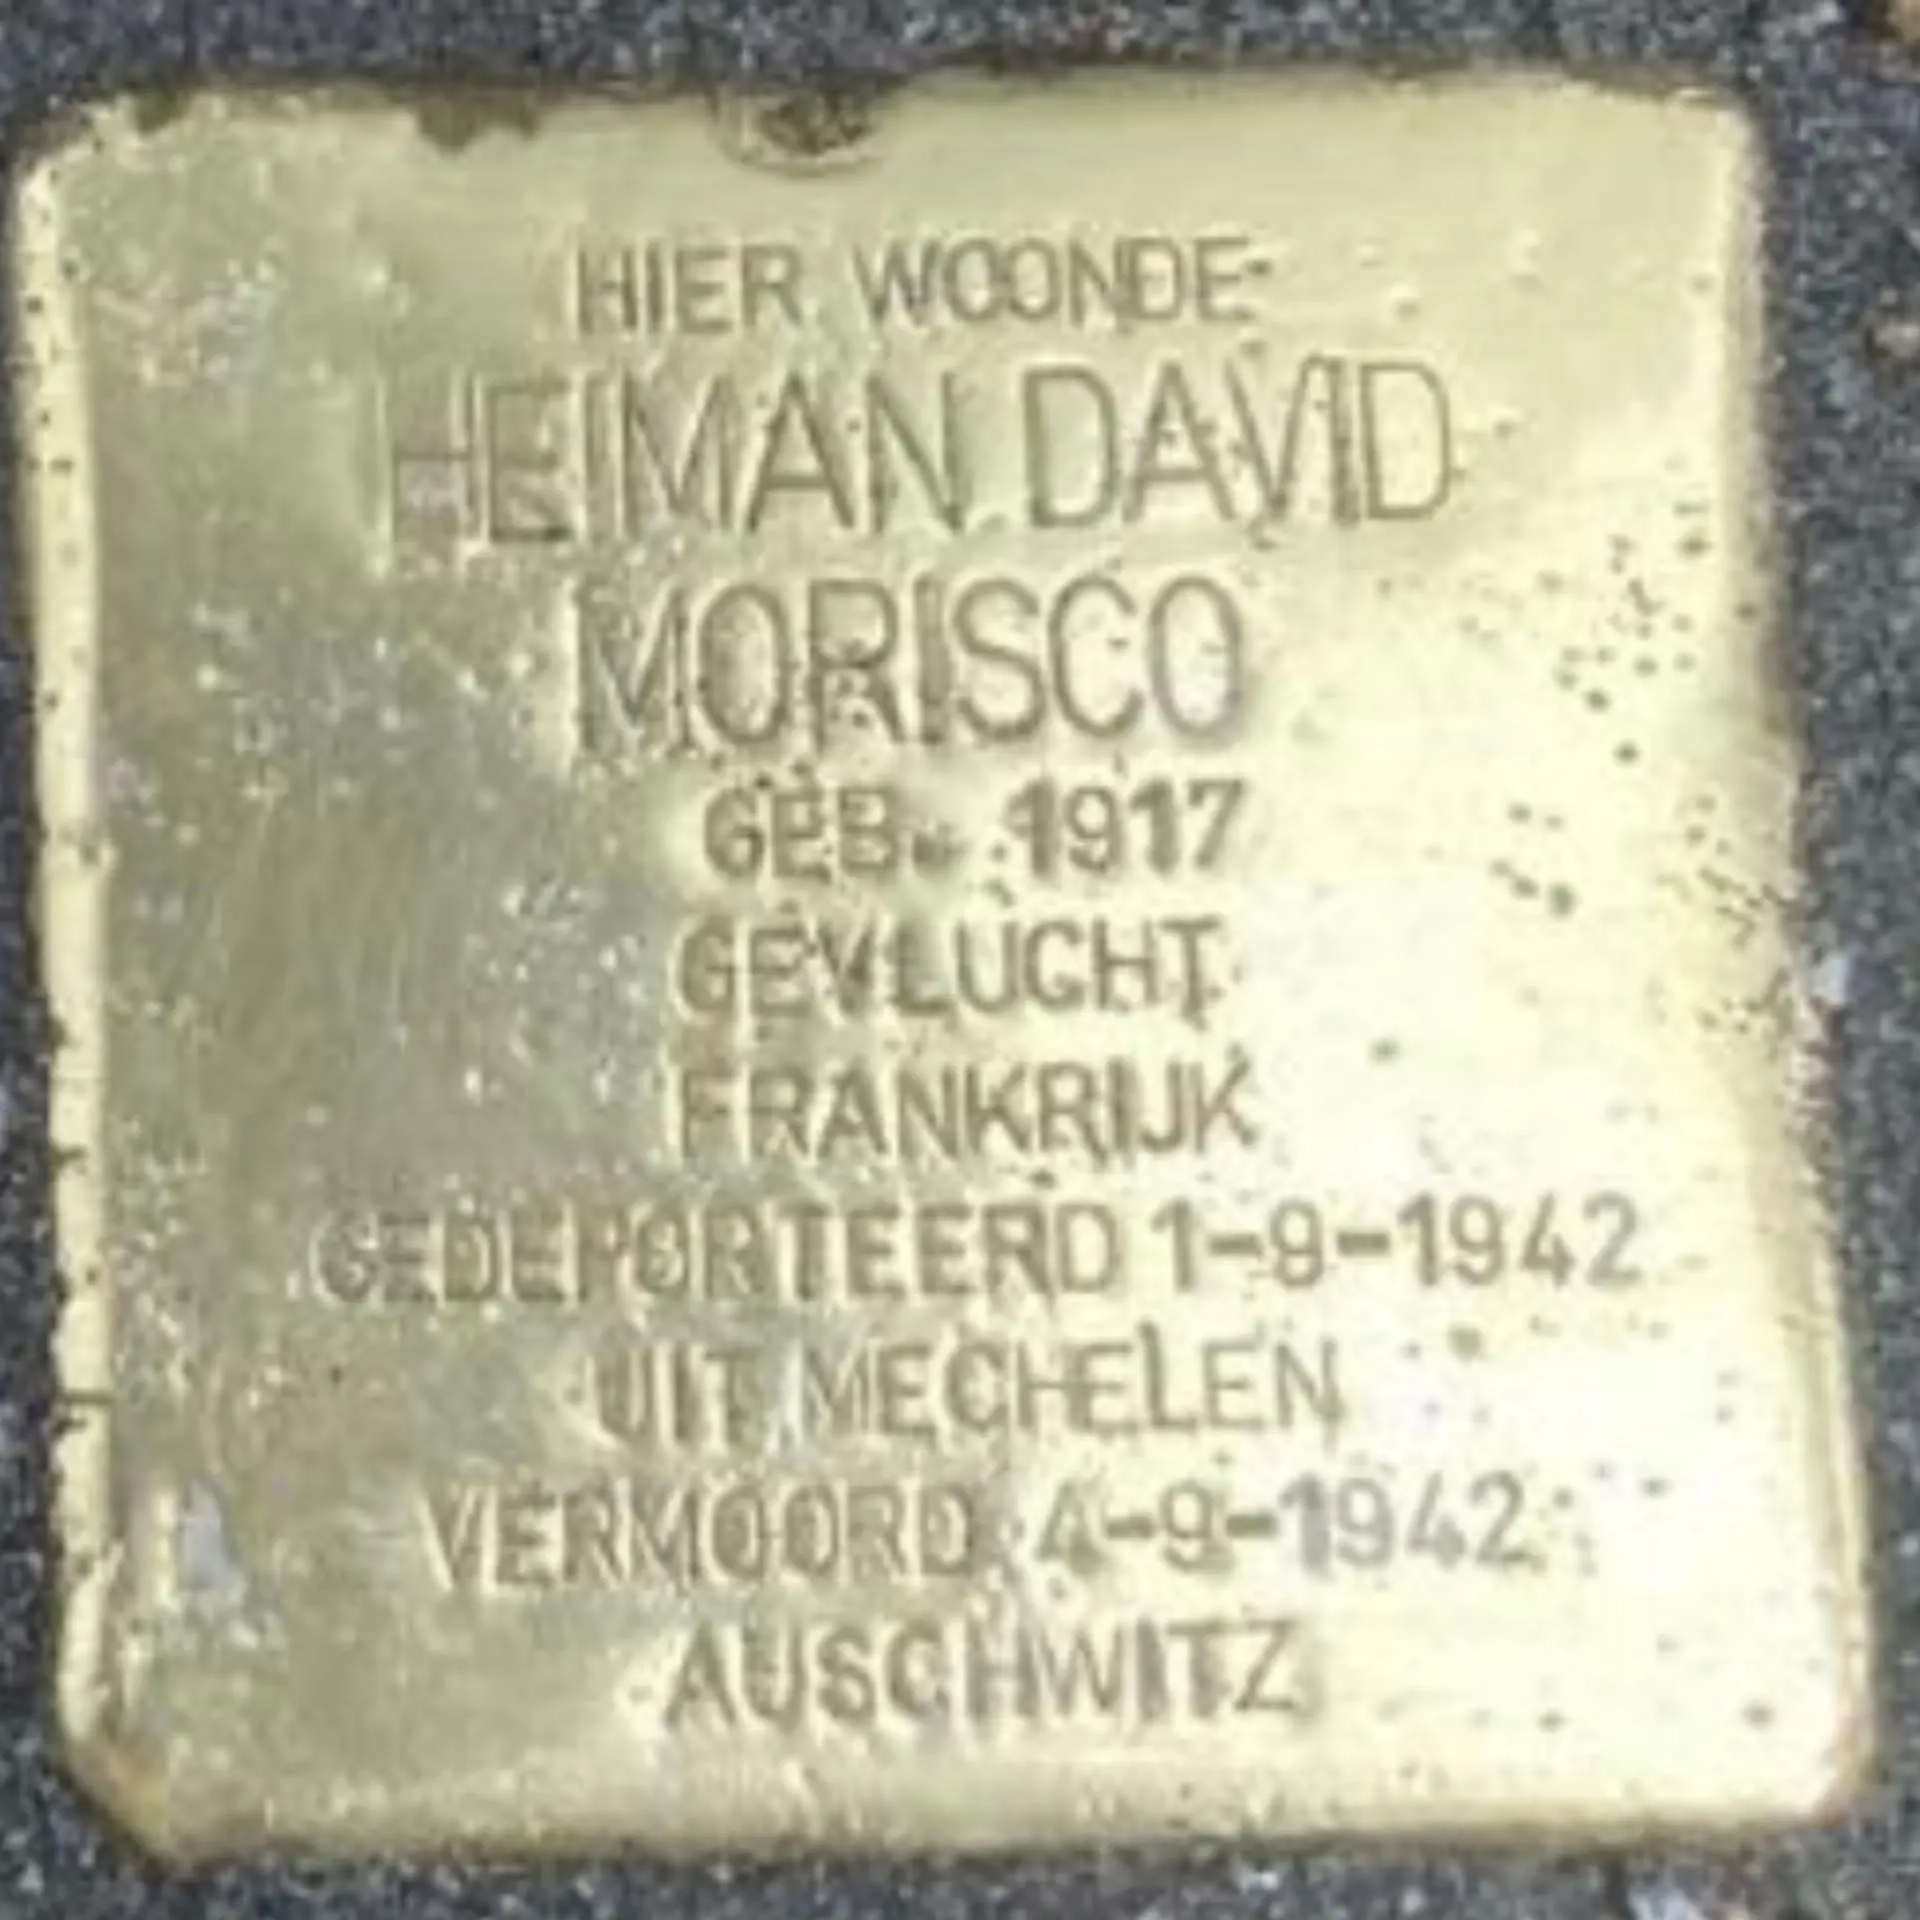 HIER WOONDE
HEIMAN DAVID
MORISCO
GEB. 1917
GEVLUCHT
FRANKRIJK
GEDEPORTEERD 1-9-1942
UIT MECHELEN
VERMOORD 4-9-1942
AUSCHWITZ